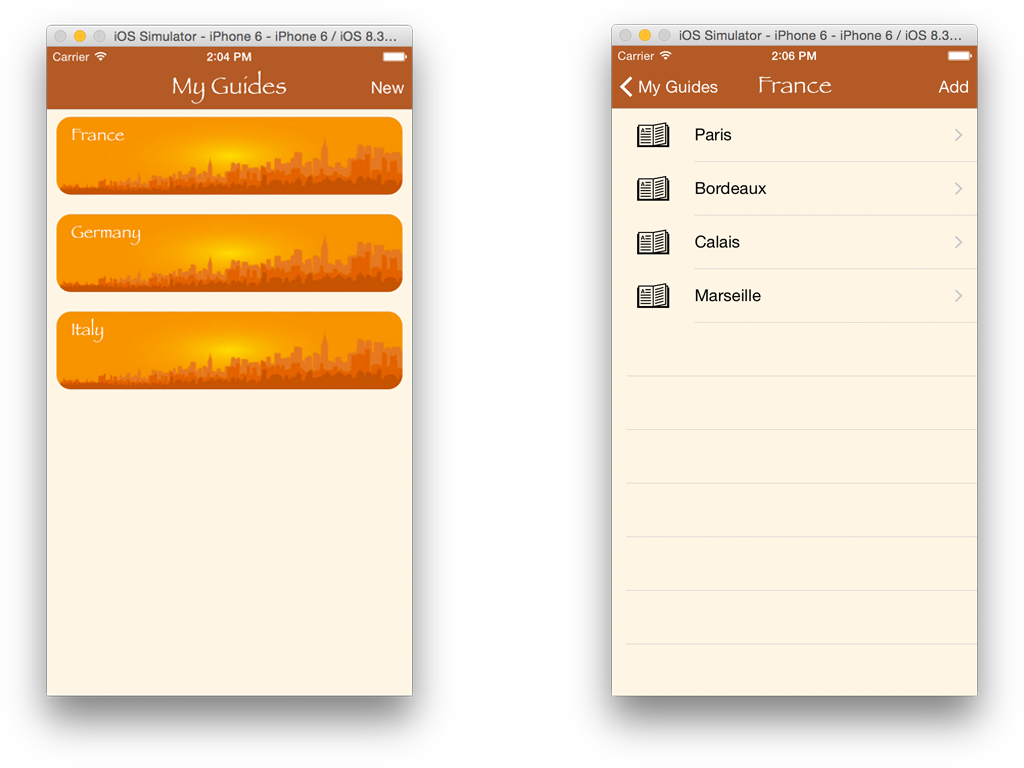 iOS Simulator - iPhone 6 - iPhone 6 / iOS 8.3...
Carrier 2:04 PM
My Guides New
France
Germany
Italy
iOS Simulator - iPhone 6 - iPhone 6 / iOS 8.3...
Carrier 2:06 PM
My Guides France Add
Paris
Bordeaux
Calais
Marseille